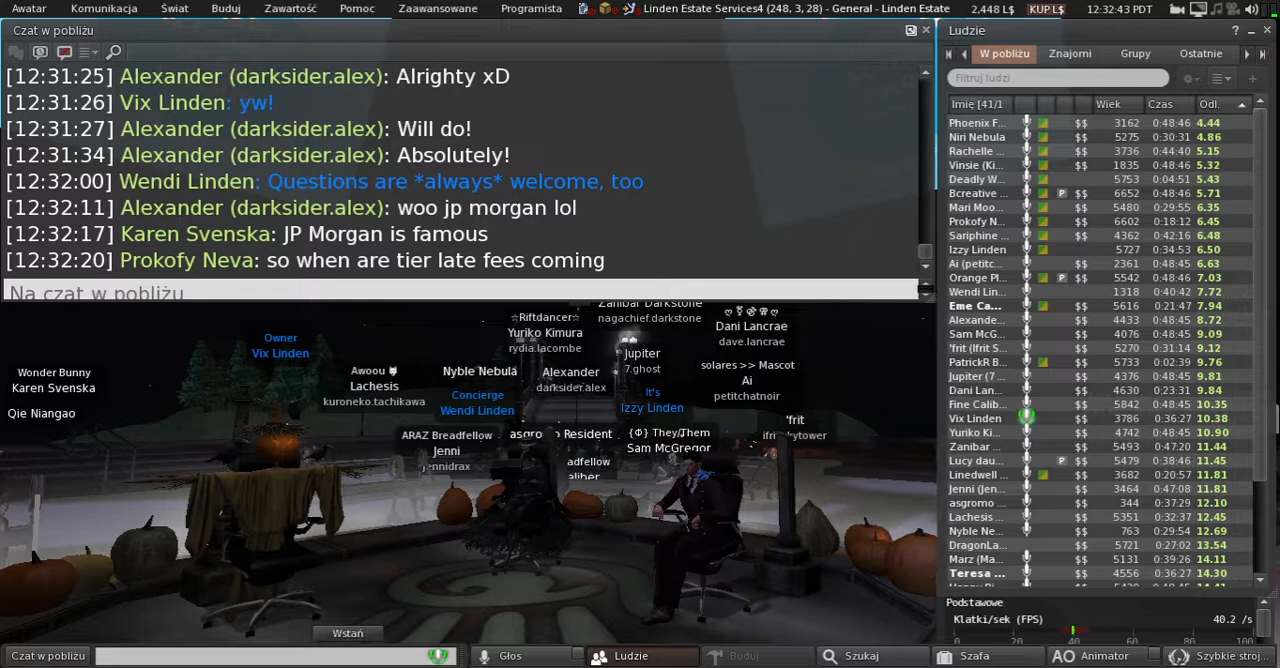 Awatar Komunikacja Świat Buduj Zawartość Pomoc Zaawansowane Programista Linden Estate Services4 (248, 3, 28) - General - Linden Estate 2,448 L$ KUP L$ 12:32:43 PDT
Czat w pobliżu
[12:31:25] Alexander (darksider.alex): Alrighty xD
[12:31:26] Vix Linden: yw!
[12:31:27] Alexander (darksider.alex): Will do!
[12:31:34] Alexander (darksider.alex): Absolutely!
[12:32:00] Wendi Linden: Questions are *always* welcome, too
[12:32:11] Alexander (darksider.alex): woo jp morgan lol
[12:32:17] Karen Svenska: JP Morgan is famous
[12:32:20] Prokofy Neva: so when are tier late fees coming
Na czat w pobliżu
Zanibar Darkstone
nagachief.darkstone
☆Riftdancer☆
Yuriko Kimura
rydia.lacombe
Dani Lancrae
dave.lancrae
Owner
Vix Linden
Jupiter
7.ghost
Wonder Bunny
Karen Svenska
Awoou
Lachesis
kuroneko.tachikawa
Nyble Nebula
Alexander
darksider.alex
solares >> Mascot
Ai
petitchatnoir
Concierge
Wendi Linden
It's
Izzy Linden
Qie Niangao
ARAZ Breadfellow
Jenni
jennidrax
asgro o Resident
adfellow
aliber
{Φ} They/Them
Sam McGregor
'frit
Wstań
Ludzie
W pobliżu Znajomi Grupy Ostatnie
Filtruj ludzi
Imię [41/1 Wiek Czas Odl.
Phoenix F... $$ 3162 0:48:46 4.44
Niri Nebula $$ 5275 0:30:31 4.86
Rachelle ... $$ 3736 0:44:40 5.15
Vinsie (Ki... $$ 1835 0:48:46 5.32
Deadly W... 5753 0:04:51 5.43
Bcreative ... P $$ 6652 0:48:46 5.71
Mari Moo... $$ 5480 0:29:55 6.35
Prokofy N... $$ 6602 0:18:12 6.45
Sariphine ... $$ 4362 0:42:16 6.48
Izzy Linden 5727 0:34:53 6.50
Ai (petitc... $$ 2361 0:48:45 6.63
Orange Pl... P $$ 5542 0:48:46 7.03
Wendi Lin... 1318 0:40:42 7.72
Eme Ca... $$ 5616 0:21:47 7.94
Alexande... $$ 4433 0:48:45 8.72
Sam McG... $$ 4076 0:48:45 9.09
'frit (Ifrit S... $$ 5270 0:31:14 9.12
PatrickR B... $$ 5733 0:02:39 9.76
Jupiter (7 ... $$ 4376 0:48:45 9.81
Dani Lan... $$ 4630 0:23:31 9.84
Fine Calib... $$ 5842 0:48:45 10.35
Vix Linden $$ 3786 0:36:27 10.38
Yuriko Ki... $$ 4742 0:48:45 10.90
Zanibar ... $$ 5493 0:47:20 11.44
Lucy dau... P $$ 5479 0:38:46 11.45
Linedwell ... $$ 3682 0:20:57 11.81
Jenni (Jen... $$ 3464 0:47:08 11.81
asgromo ... $$ 344 0:37:29 12.10
Lachesis ... $$ 5351 0:32:37 12.45
Nyble Ne... $$ 763 0:29:54 12.69
DragonLa... $$ 5721 0:27:02 13.54
Marz (Ma... $$ 5131 0:39:26 14.11
Teresa ... $$ 4556 0:36:27 14.30
Podstawowe
Klatki/sek (FPS) 40.2 /s
0 20 40 60 80 100
Czat w pobliżu Głos Ludzie Buduj Szukaj Szafa AO Animator Szybkie stroj...